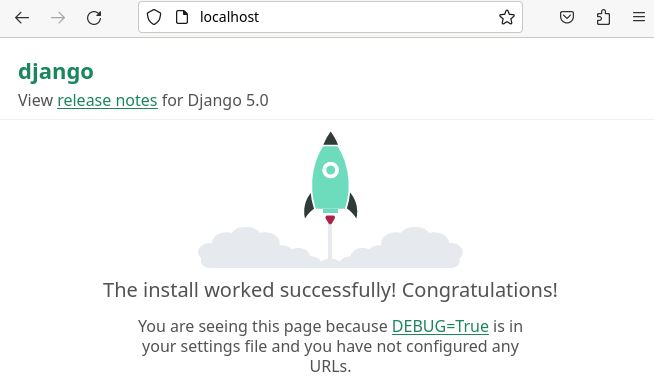 localhost
django
View release notes for Django 5.0
The install worked successfully! Congratulations!
You are seeing this page because DEBUG=True is in
your settings file and you have not configured any
URLs.